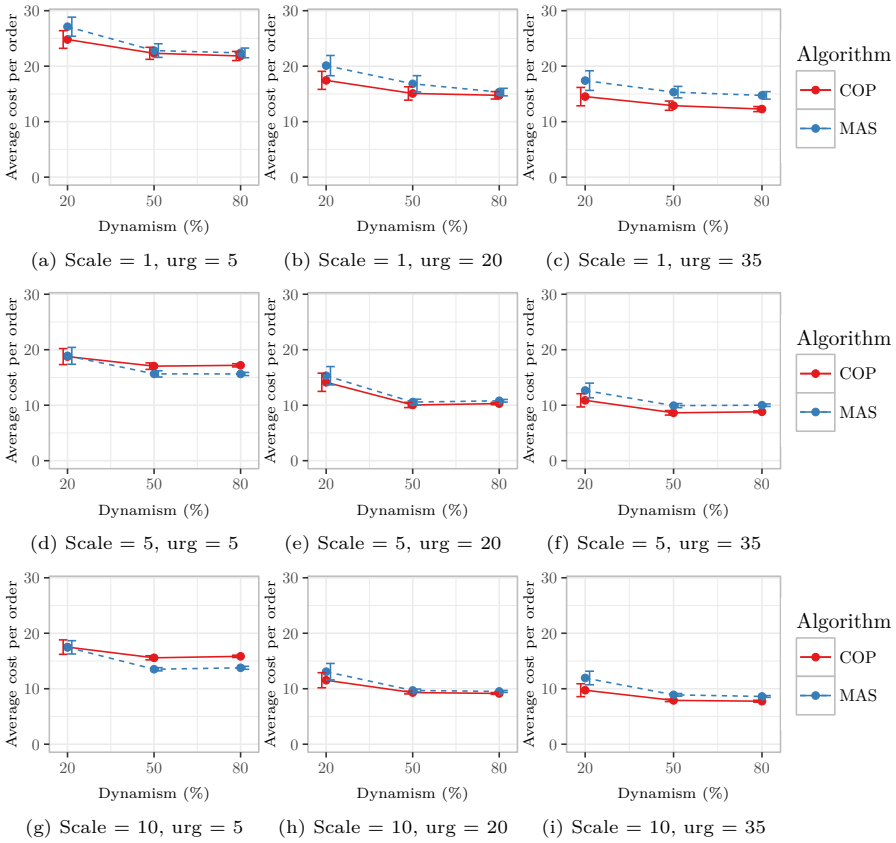 Average cost per order
30
20
10
0
20
50
80
Dynamism (%)
(a) Scale = 1, urg = 5
Average cost per order
30
20
10
0
20
50
80
Dynamism (%)
(b) Scale = 1, urg = 20
Average cost per order
30
20
10
0
20
50
80
Dynamism (%)
(c) Scale = 1, urg = 35
Algorithm
COP
MAS
Average cost per order
30
20
10
0
20
50
80
Dynamism (%)
(d) Scale = 5, urg = 5
Average cost per order
30
20
10
0
20
50
80
Dynamism (%)
(e) Scale = 5, urg = 20
Average cost per order
30
20
10
0
20
50
80
Dynamism (%)
(f) Scale = 5, urg = 35
Algorithm
COP
MAS
Average cost per order
30
20
10
0
20
50
80
Dynamism (%)
(g) Scale = 10, urg = 5
Average cost per order
30
20
10
0
20
50
80
Dynamism (%)
(h) Scale = 10, urg = 20
Average cost per order
30
20
10
0
20
50
80
Dynamism (%)
(i) Scale = 10, urg = 35
Algorithm
COP
MAS